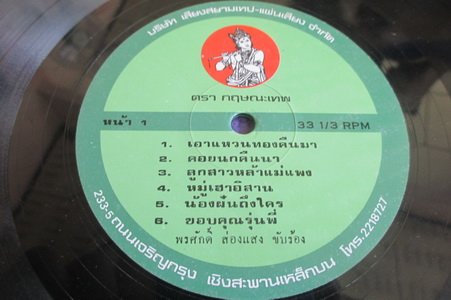 บริษัท เสียงสยามเทป-แผ่นเสียง จำกัด
ตรา กฤษณะเทพ
หน้า 1 33 1/3 RPM
1. เอาแหวนทองคืนมา
2. คอยนกคืนนา
3. ลูกสาวหล้าแม่แพง
4. หมู่เฮาอิสาน
5. น้องฝันถึงใคร
6. ขอบคุณรุ่นพี่
พรศักดิ์ ส่องแสง ขับร้อง
233-5 ถนนเจริญกรุง เชิงสะพานเหล็กบน โทร.2218727